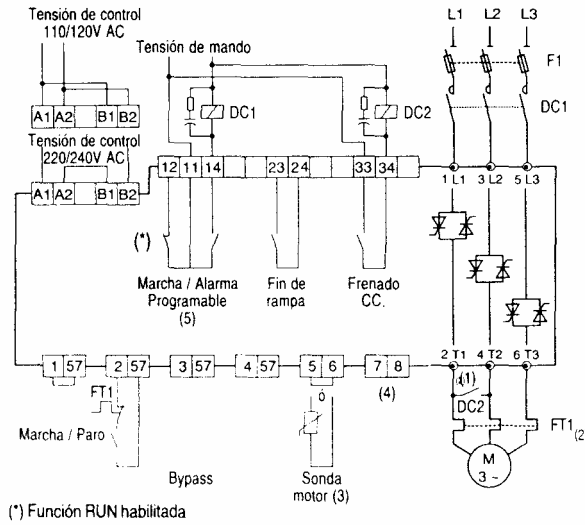 Tensión de control
110/120V AC
Tensión de mando
L1 L2 L3
F1
DC1 DC2 DC1
A1 A2 B1 B2
Tensión de control
220/240V AC
A1 A2 B1 B2
12 11 14 23 24 33 34
1 L1 3 L2 5 L3
(*)
Marcha / Alarma
Programable
(5)
Fin de
rampa
Frenado
CC.
1 57 2 57 3 57 4 57 5 6 7 8
2 T1 4 T2 6 T3
(1)
DC2
(4)
ó
FT1
FT1(2
Marcha / Paro
Bypass
Sonda
motor (3)
M
3 ~
(*) Función RUN habilitada